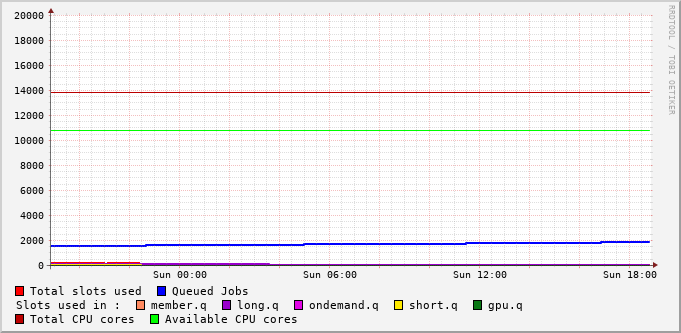 RRDTOOL / TOBI OETIKER
20000
18000
16000
14000
12000
10000
8000
6000
4000
2000
0
Sun 00:00 Sun 06:00 Sun 12:00 Sun 18:00
Total slots used Queued Jobs
Slots used in : member.q long.q ondemand.q short.q gpu.q
Total CPU cores Available CPU cores